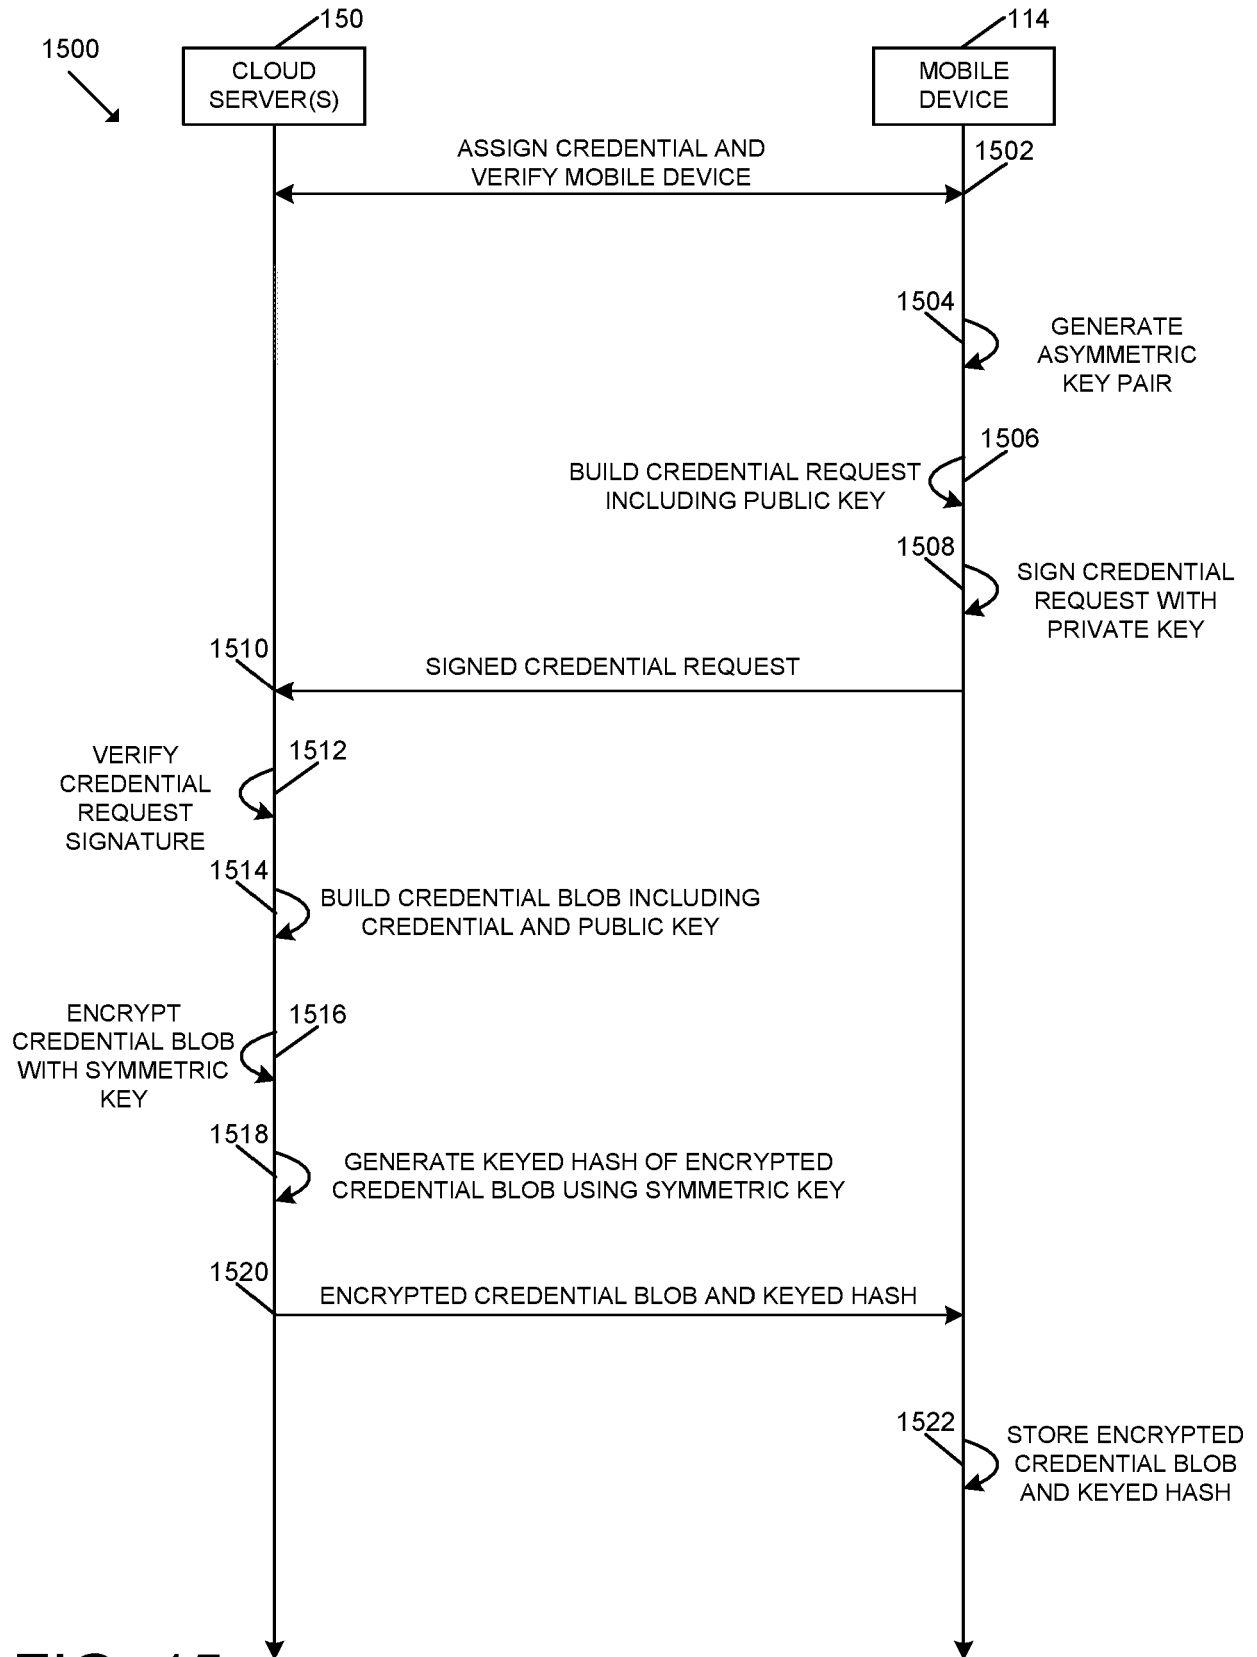 150
114
1500
CLOUD
SERVER(S)
MOBILE
DEVICE
ASSIGN CREDENTIAL AND
VERIFY MOBILE DEVICE
1502
1504
GENERATE
ASYMMETRIC
KEY PAIR
1506
BUILD CREDENTIAL REQUEST
INCLUDING PUBLIC KEY
1508
SIGN CREDENTIAL
REQUEST WITH
PRIVATE KEY
1510
SIGNED CREDENTIAL REQUEST
1512
VERIFY
CREDENTIAL
REQUEST
SIGNATURE
1514
BUILD CREDENTIAL BLOB INCLUDING
CREDENTIAL AND PUBLIC KEY
1516
ENCRYPT
CREDENTIAL BLOB
WITH SYMMETRIC
KEY
1518
GENERATE KEYED HASH OF ENCRYPTED
CREDENTIAL BLOB USING SYMMETRIC KEY
1520
ENCRYPTED CREDENTIAL BLOB AND KEYED HASH
1522
STORE ENCRYPTED
CREDENTIAL BLOB
AND KEYED HASH